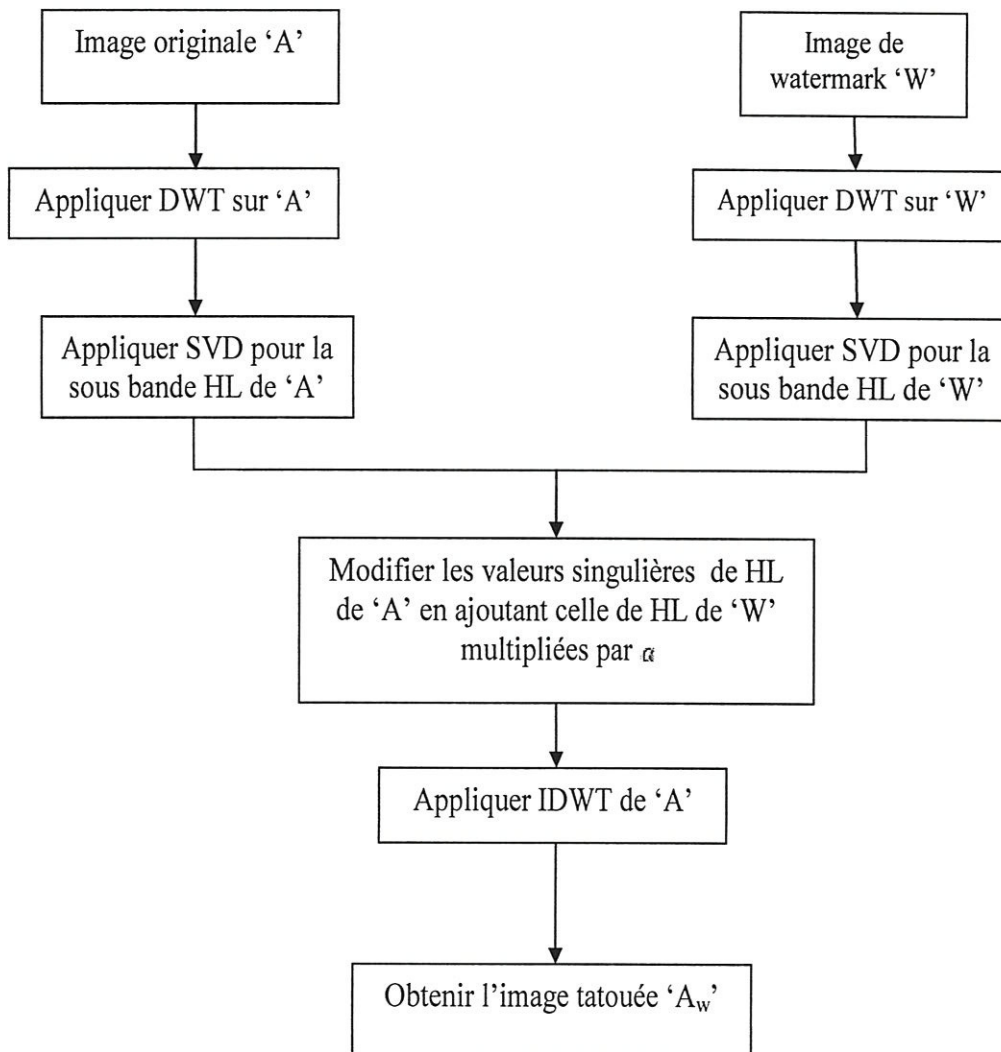 Image originale ‘A’
Image de
watermark ‘W’
Appliquer DWT sur ‘A’
Appliquer DWT sur ‘W’
Appliquer SVD pour la
sous bande HL de ‘A’
Appliquer SVD pour la
sous bande HL de ‘W’
Modifier les valeurs singulières de HL
de ‘A’ en ajoutant celle de HL de ‘W’
multipliées par α
Appliquer IDWT de ‘A’
Obtenir l’image tatouée ‘Aw’